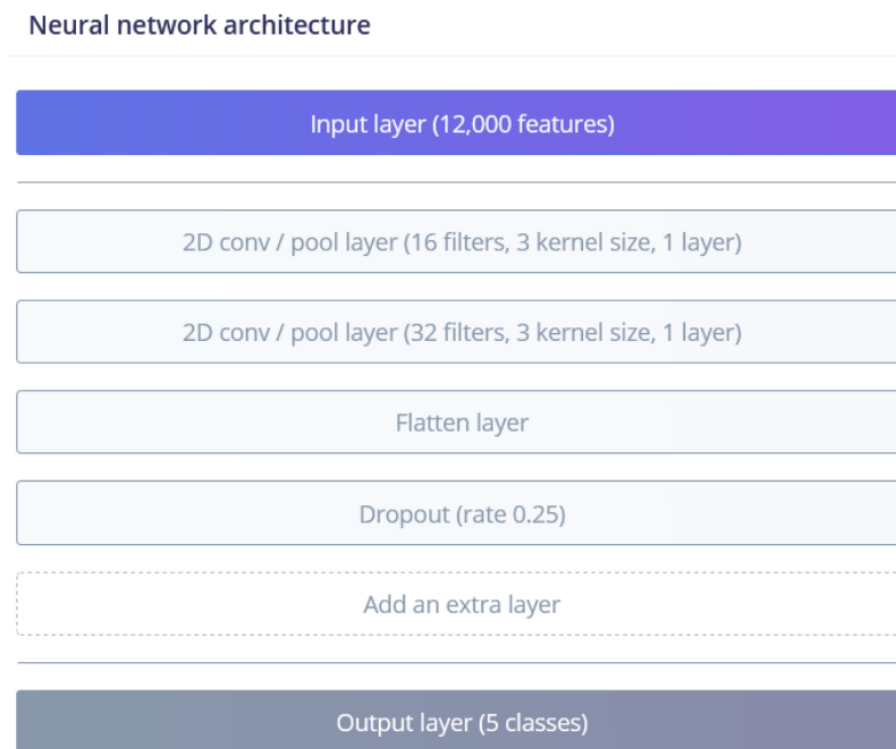 Neural network architecture
Input layer (12,000 features)
2D conv / pool layer (16 filters, 3 kernel size, 1 layer)
2D conv / pool layer (32 filters, 3 kernel size, 1 layer)
Flatten layer
Dropout (rate 0.25)
Add an extra layer
Output layer (5 classes)